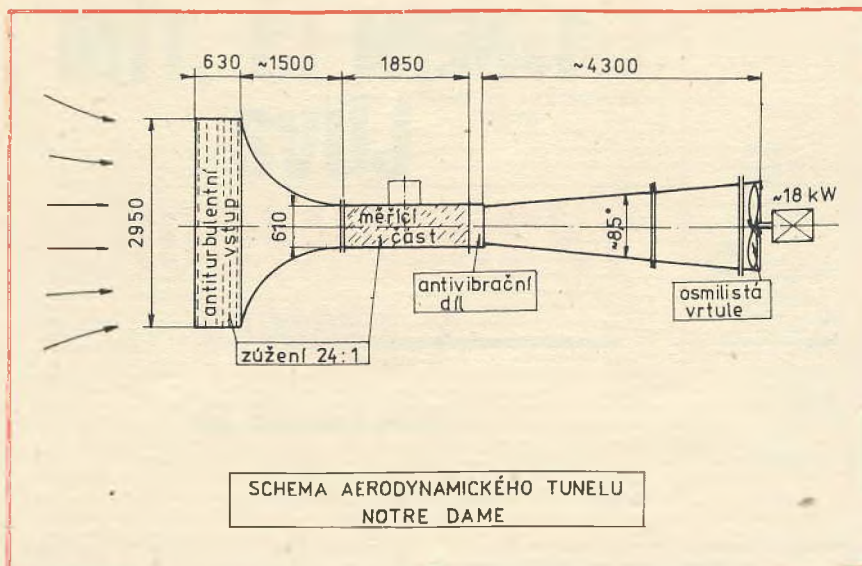 630
~1500
1850
~4300
2950
antiturbulentní
vstup
610
měřicí
část
~8,5°
~18 kW
antivibrační
díl
osmilistá
vrtule
zúžení 24:1
SCHEMA AERODYNAMICKÉHO TUNELU
NOTRE DAME